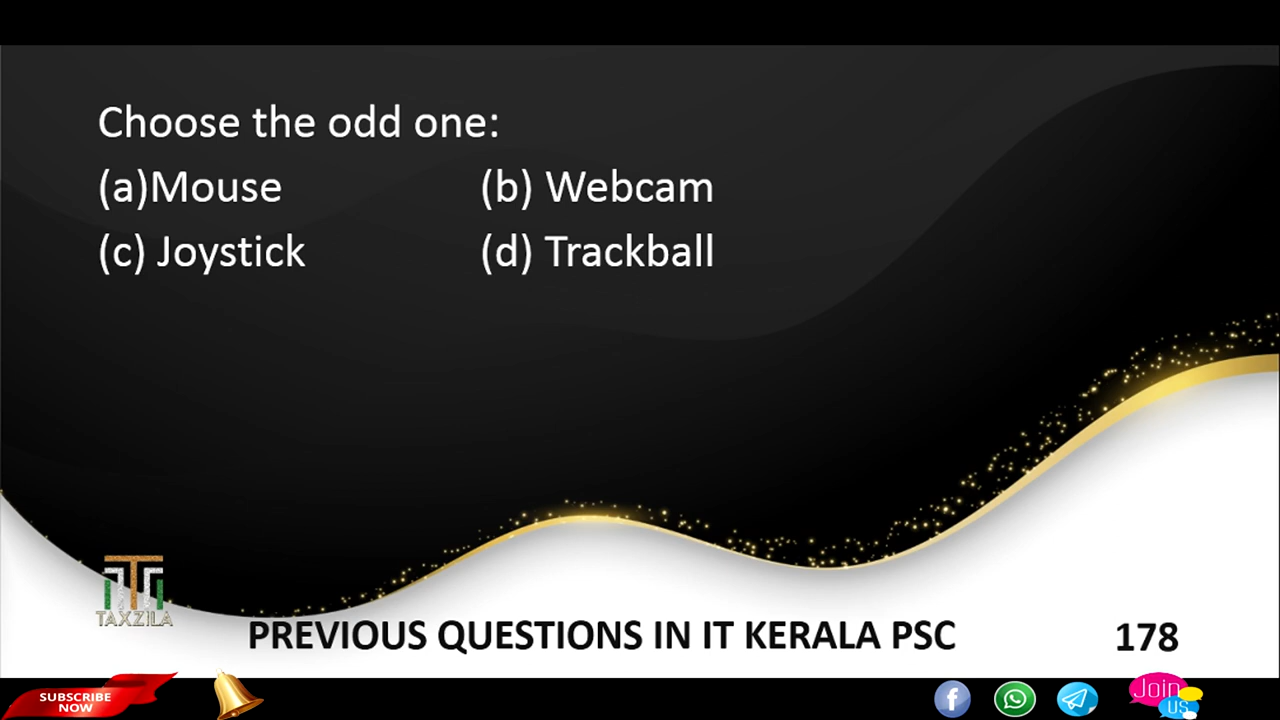 Choose the odd one:
(a)Mouse (b) Webcam
(c) Joystick (d) Trackball
TAXZILA
PREVIOUS QUESTIONS IN IT KERALA PSC 178
SUBSCRIBE
NOW
Join
us